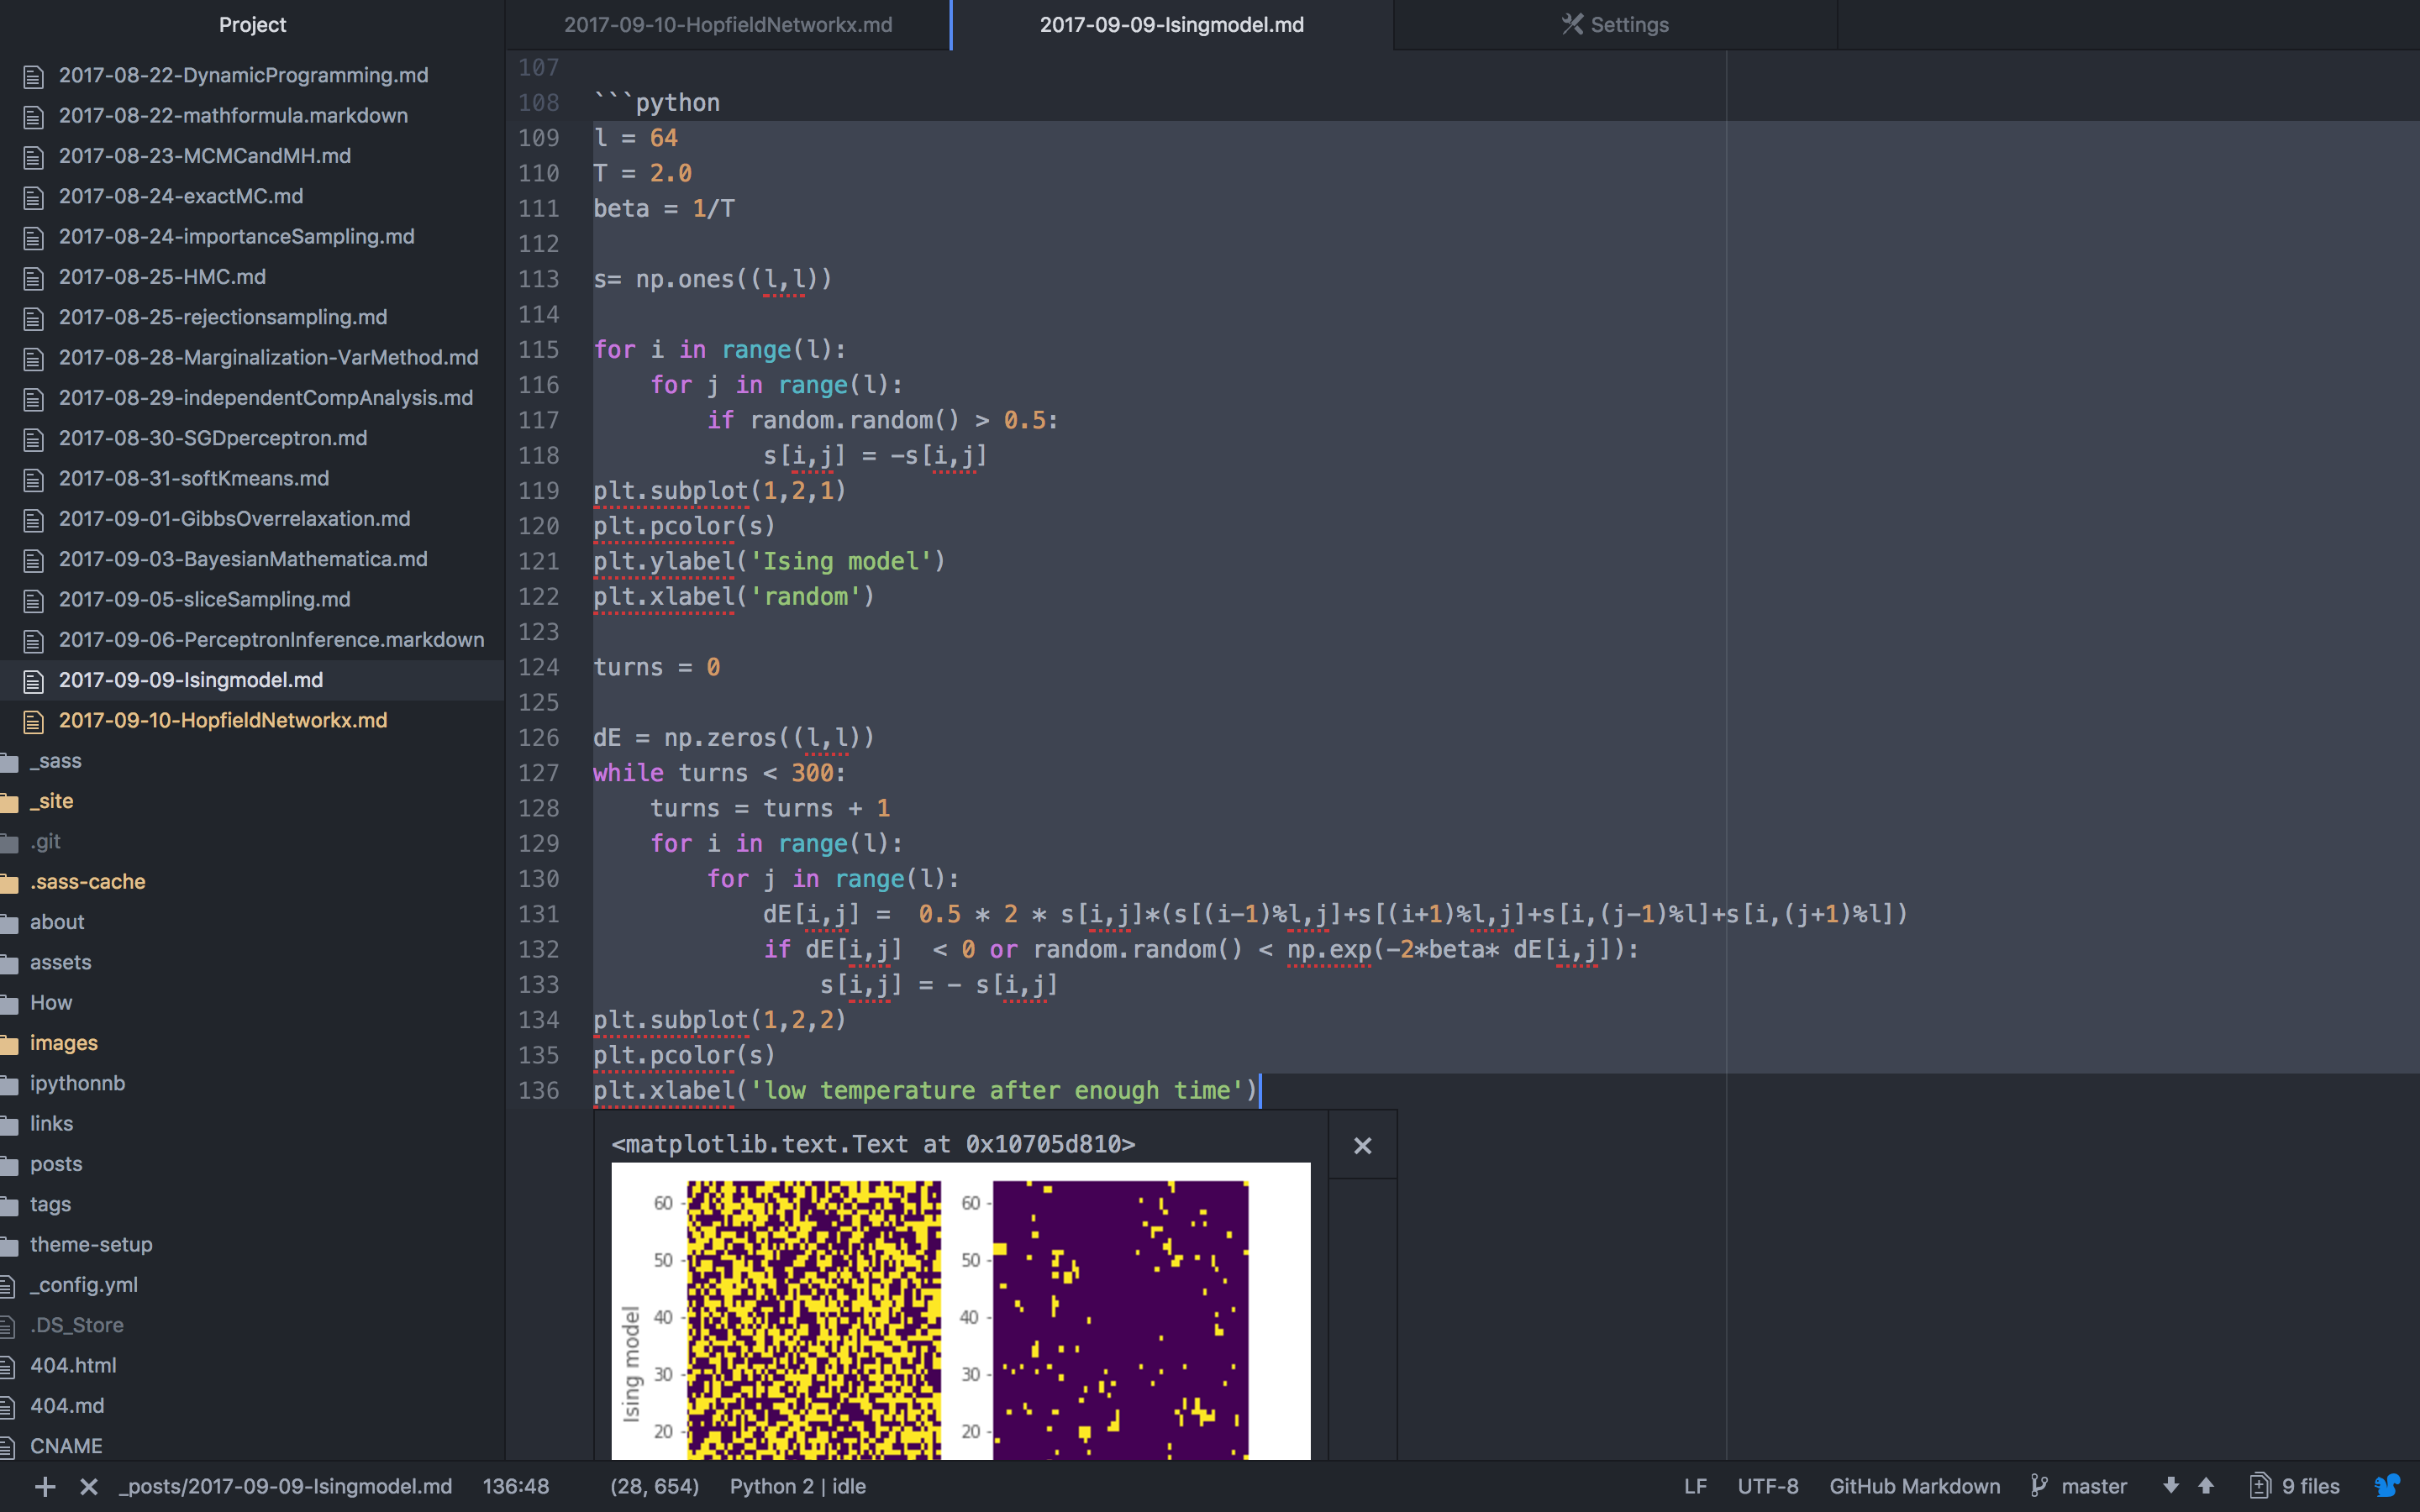 Project
2017-08-22-DynamicProgramming.md
2017-08-22-mathformula.markdown
2017-08-23-MCMCandMH.md
2017-08-24-exactMC.md
2017-08-24-importanceSampling.md
2017-08-25-HMC.md
2017-08-25-rejectionsampling.md
2017-08-28-Marginalization-VarMethod.md
2017-08-29-independentCompAnalysis.md
2017-08-30-SGDperceptron.md
2017-08-31-softKmeans.md
2017-09-01-GibbsOverrelaxation.md
2017-09-03-BayesianMathematica.md
2017-09-05-sliceSampling.md
2017-09-06-PerceptronInference.markdown
2017-09-09-Isingmodel.md
2017-09-10-HopfieldNetworkx.md
_sass
_site
.git
.sass-cache
about
assets
How
images
ipythonnb
links
posts
tags
theme-setup
_config.yml
.DS_Store
404.html
404.md
CNAME
2017-09-10-HopfieldNetworkx.md 2017-09-09-Isingmodel.md Settings
107
108 ```python
109 l = 64
110 T = 2.0
111 beta = 1/T
112
113 s= np.ones((l,l))
114
115 for i in range(l):
116     for j in range(l):
117         if random.random() > 0.5:
118             s[i,j] = -s[i,j]
119 plt.subplot(1,2,1)
120 plt.pcolor(s)
121 plt.ylabel('Ising model')
122 plt.xlabel('random')
123
124 turns = 0
125
126 dE = np.zeros((l,l))
127 while turns < 300:
128     turns = turns + 1
129     for i in range(l):
130         for j in range(l):
131             dE[i,j] =  0.5 * 2 * s[i,j]*(s[(i-1)%l,j]+s[(i+1)%l,j]+s[i,(j-1)%l]+s[i,(j+1)%l])
132             if dE[i,j]  < 0 or random.random() < np.exp(-2*beta* dE[i,j]):
133                 s[i,j] = - s[i,j]
134 plt.subplot(1,2,2)
135 plt.pcolor(s)
136 plt.xlabel('low temperature after enough time')
<matplotlib.text.Text at 0x10705d810>
Ising model
60
50
40
30
20
60
50
40
30
20
_posts/2017-09-09-Isingmodel.md 136:48 (28, 654) Python 2 | idle LF UTF-8 GitHub Markdown master 9 files